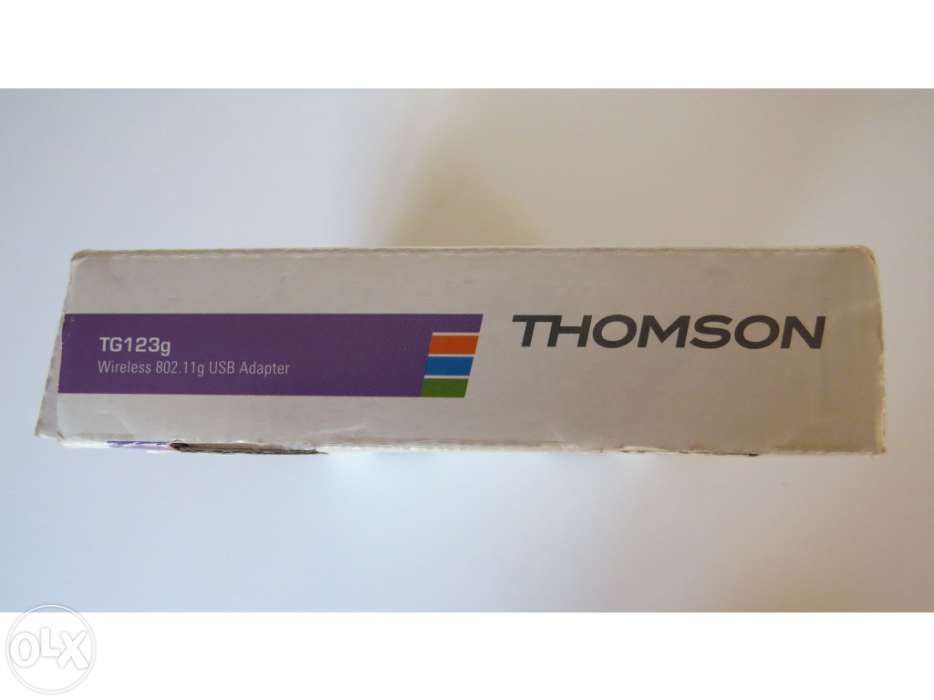 TG123g
Wireless 802.11g USB Adapter
THOMSON
OLX